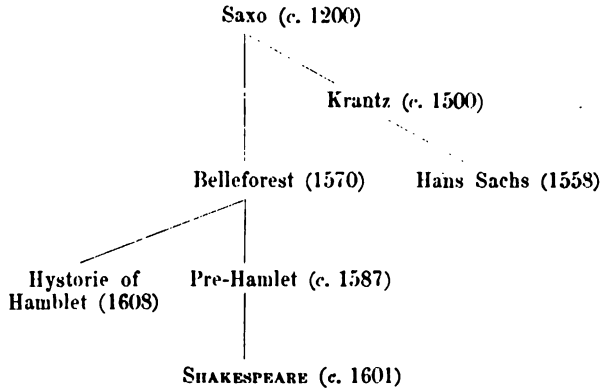 Saxo (c. 1200)
Krantz (c. 1500)
Belleforest (1570)
Hans Sachs (1558)
Hystorie of
Hamblet (1608)
Pre-Hamlet (c. 1587)
SHAKESPEARE (c. 1601)